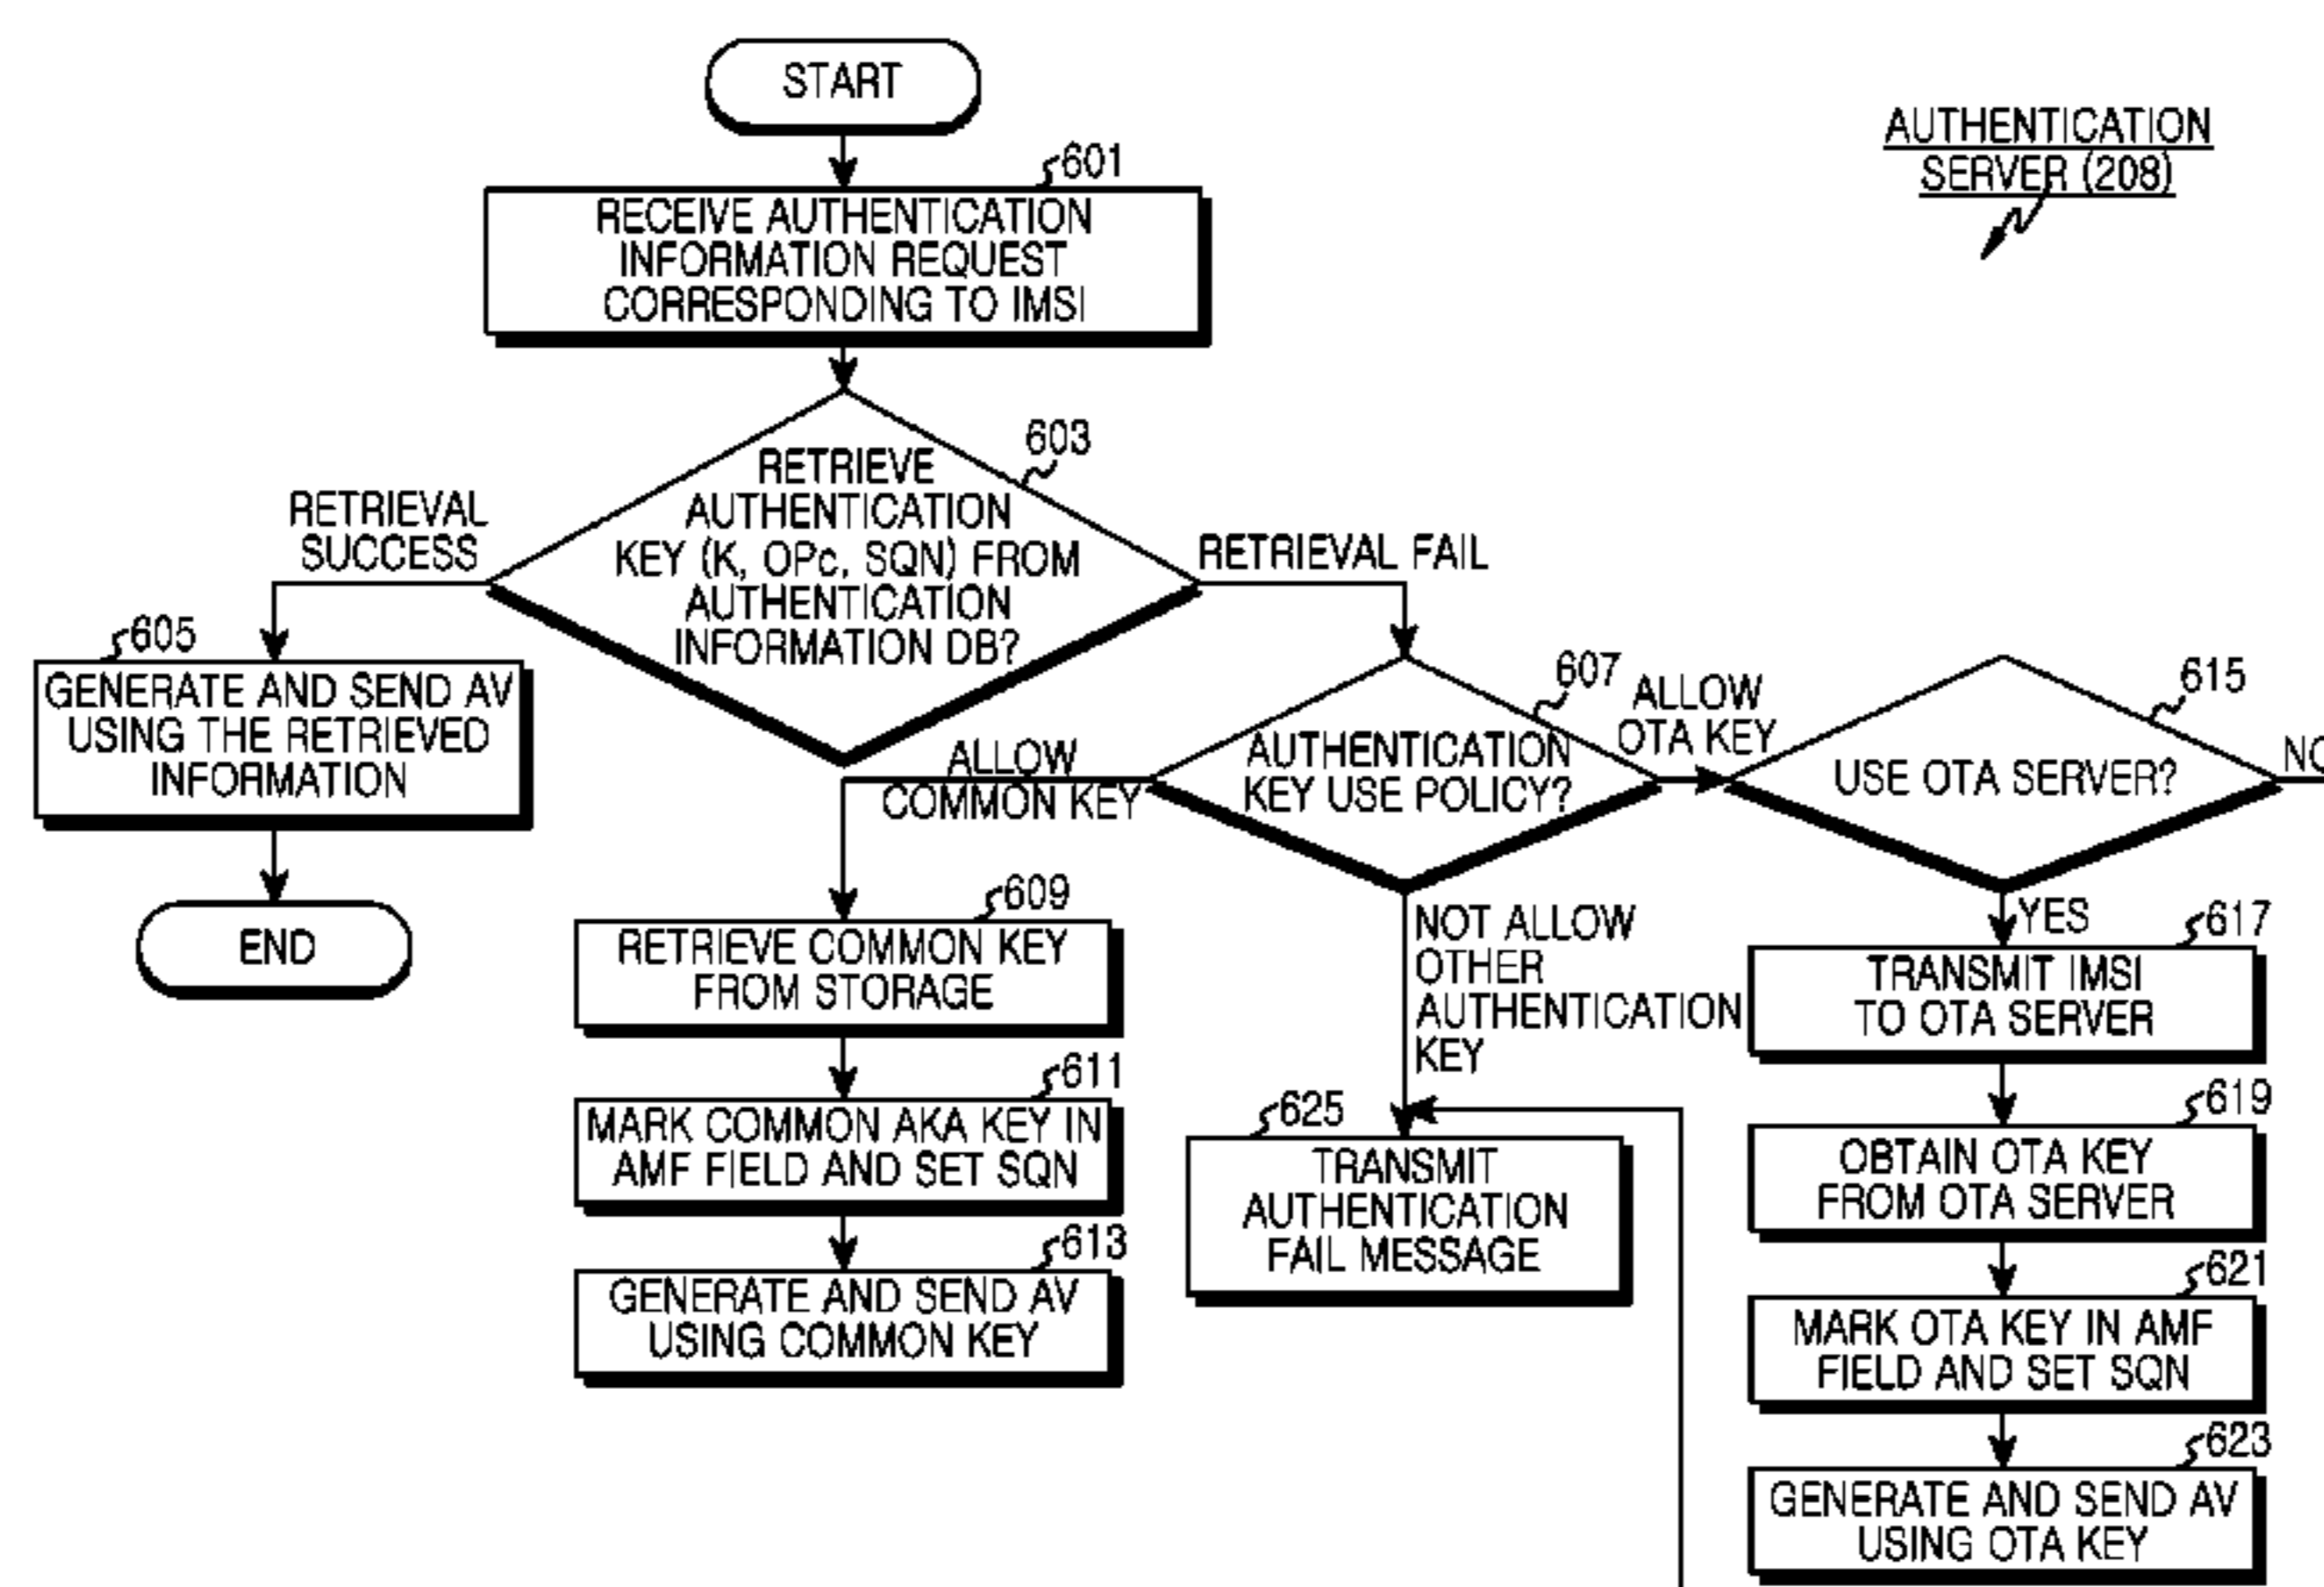 START
AUTHENTICATION
SERVER (208)
601
RECEIVE AUTHENTICATION
INFORMATION REQUEST
CORRESPONDING TO IMSI
603
RETRIEVE
AUTHENTICATION
KEY (K, OPc, SQN) FROM
AUTHENTICATION
INFORMATION DB?
RETRIEVAL
SUCCESS
RETRIEVAL FAIL
605
GENERATE AND SEND AV
USING THE RETRIEVED
INFORMATION
END
607
AUTHENTICATION
KEY USE POLICY?
ALLOW
COMMON KEY
ALLOW
OTA KEY
615
USE OTA SERVER?
NO
609
RETRIEVE COMMON KEY
FROM STORAGE
611
MARK COMMON AKA KEY IN
AMF FIELD AND SET SQN
613
GENERATE AND SEND AV
USING COMMON KEY
NOT ALLOW
OTHER
AUTHENTICATION
KEY
625
TRANSMIT
AUTHENTICATION
FAIL MESSAGE
YES
617
TRANSMIT IMSI
TO OTA SERVER
619
OBTAIN OTA KEY
FROM OTA SERVER
621
MARK OTA KEY IN AMF
FIELD AND SET SQN
623
GENERATE AND SEND AV
USING OTA KEY